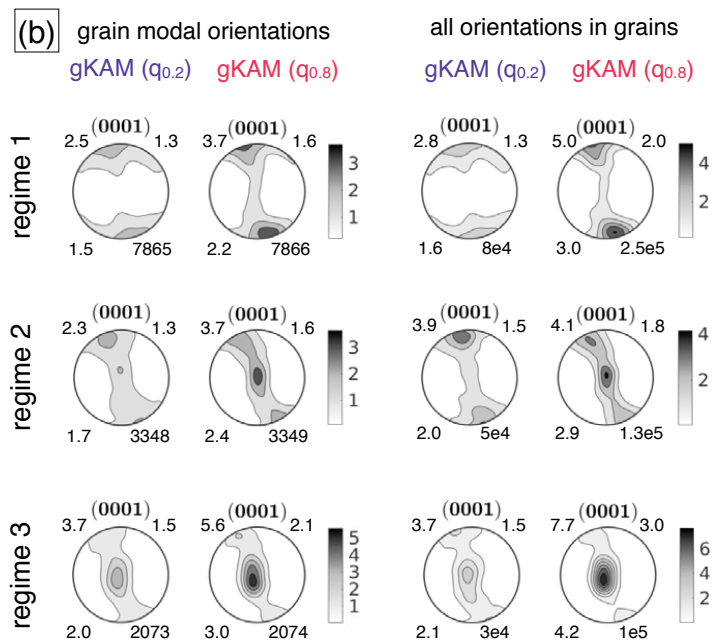 (b) grain modal orientations all orientations in grains
gKAM (q0.2) gKAM (q0.8) gKAM (q0.2) gKAM (q0.8)
regime 1
2.5 (0001) 1.3 3.7 (0001) 1.6 2.8 (0001) 1.3 5.0 (0001) 2.0
3
2
1
4
2
1.5 7865 2.2 7866 1.6 8e4 3.0 2.5e5
regime 2
2.3 (0001) 1.3 3.7 (0001) 1.6 3.9 (0001) 1.5 4.1 (0001) 1.8
3
2
1
4
2
1.7 3348 2.4 3349 2.0 5e4 2.9 1.3e5
regime 3
3.7 (0001) 1.5 5.6 (0001) 2.1 3.7 (0001) 1.5 7.7 (0001) 3.0
5
4
3
2
1
6
4
2
2.0 2073 3.0 2074 2.1 3e4 4.2 1e5